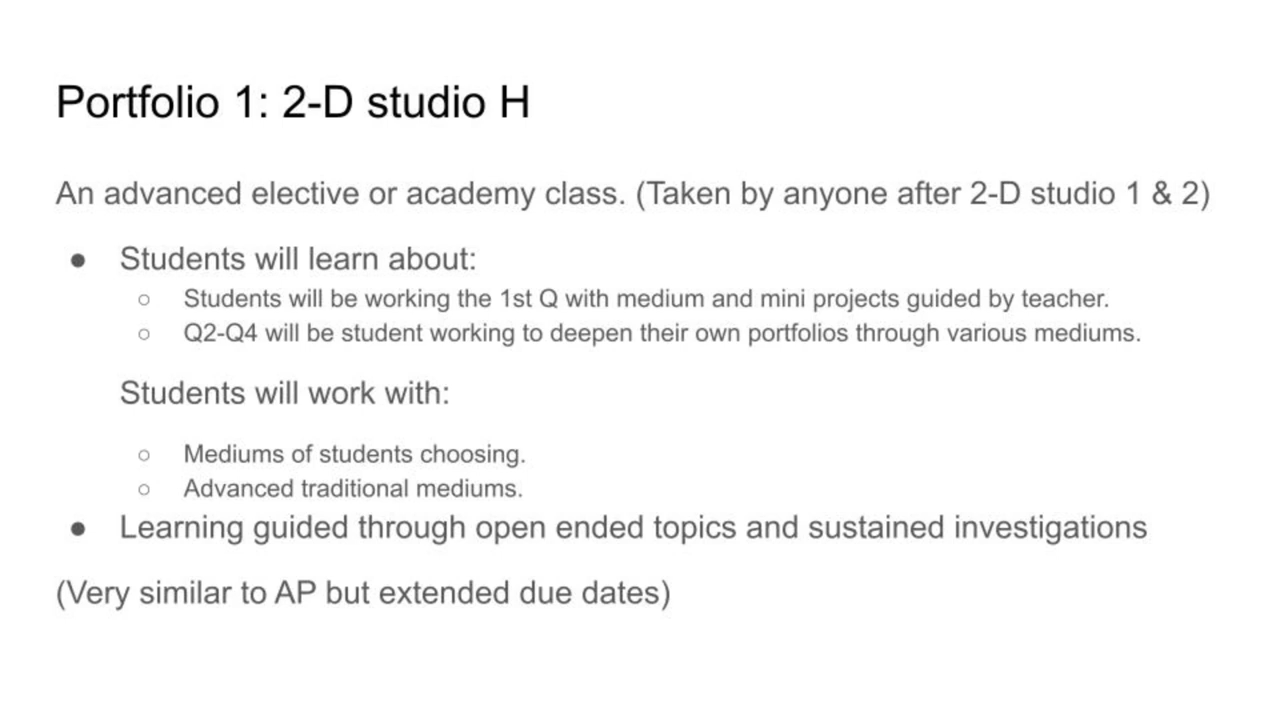 Portfolio 1: 2-D studio H
An advanced elective or academy class. (Taken by anyone after 2-D studio 1 & 2)
● Students will learn about:
○ Students will be working the 1st Q with medium and mini projects guided by teacher.
○ Q2-Q4 will be student working to deepen their own portfolios through various mediums.
Students will work with:
○ Mediums of students choosing.
○ Advanced traditional mediums.
● Learning guided through open ended topics and sustained investigations
(Very similar to AP but extended due dates)